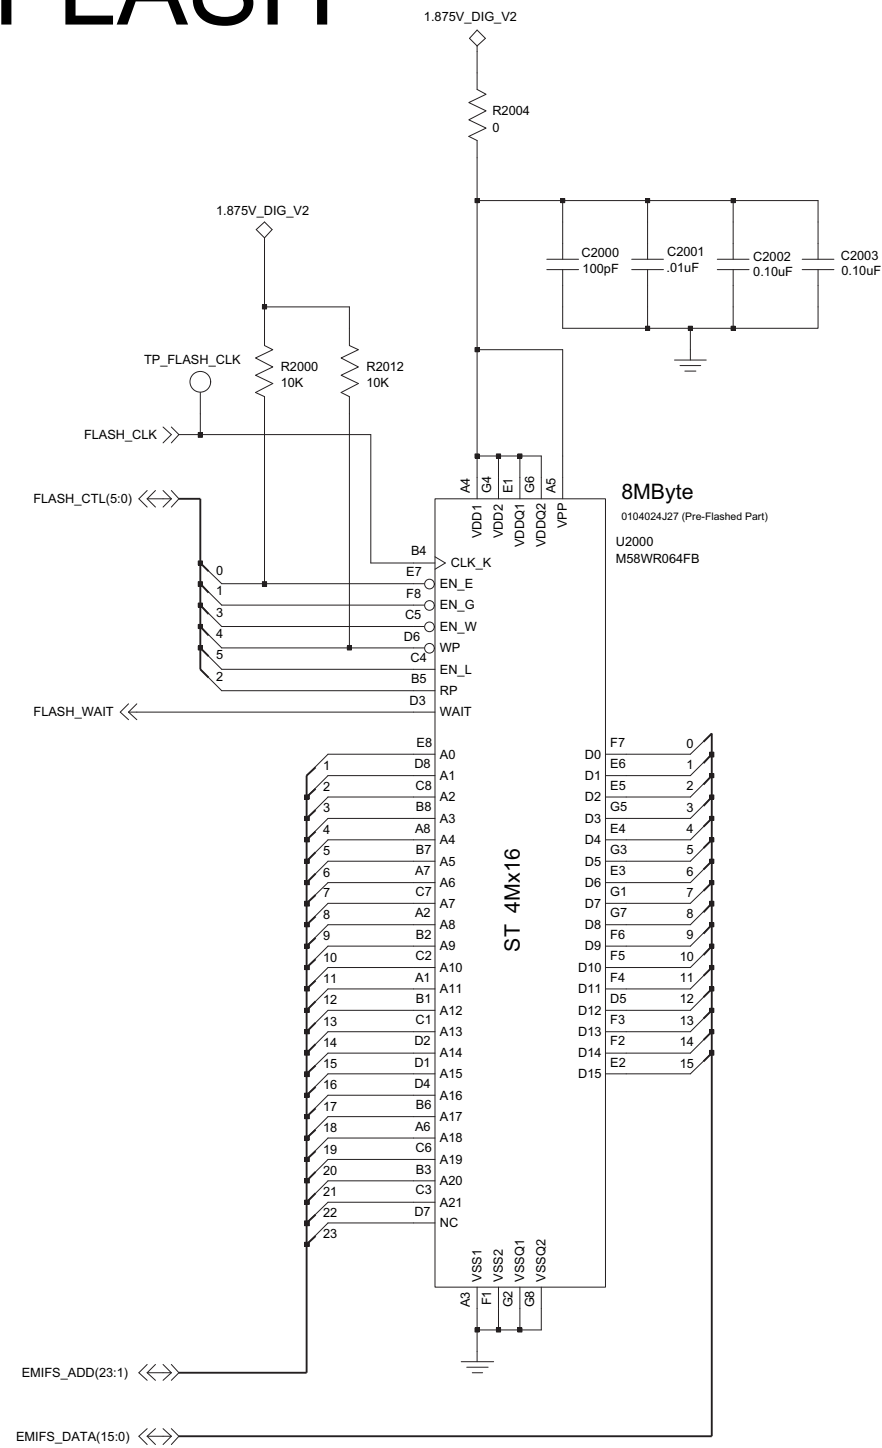 FLASH
1.875V_DIG_V2
R2004
0
1.875V_DIG_V2
C2000
100pF
C2001
.01uF
C2002
0.10uF
C2003
0.10uF
TP_FLASH_CLK
R2000
10K
R2012
10K
FLASH_CLK
FLASH_CTL(5:0)
A4
G4
E1
G6
A5
VDD1
VDD2
VDDQ1
VDDQ2
VPP
8MByte
0104024J27 (Pre-Flashed Part)
U2000
M58WR064FB
B4
CLK_K
0
E7
EN_E
1
F8
EN_G
3
C5
EN_W
4
D6
WP
5
C4
EN_L
2
B5
RP
FLASH_WAIT
D3
WAIT
E8
A0
1
D8
A1
2
C8
A2
3
B8
A3
4
A8
A4
5
B7
A5
6
A7
A6
7
C7
A7
8
A2
A8
9
B2
A9
10
C2
A10
11
A1
A11
12
B1
A12
13
C1
A13
14
D2
A14
15
D1
A15
16
D4
A16
17
B6
A17
18
A6
A18
19
C6
A19
20
B3
A20
21
C3
A21
22
D7
NC
23
ST 4Mx16
F7
0
D0
E6
1
D1
E5
2
D2
G5
3
D3
E4
4
D4
G3
5
D5
E3
6
D6
G1
7
D7
G7
8
D8
F6
9
D9
F5
10
D10
F4
11
D11
D5
12
D12
F3
13
D13
F2
14
D14
E2
15
D15
VSS1
VSS2
VSSQ1
VSSQ2
A3
F1
G2
G8
EMIFS_ADD(23:1)
EMIFS_DATA(15:0)